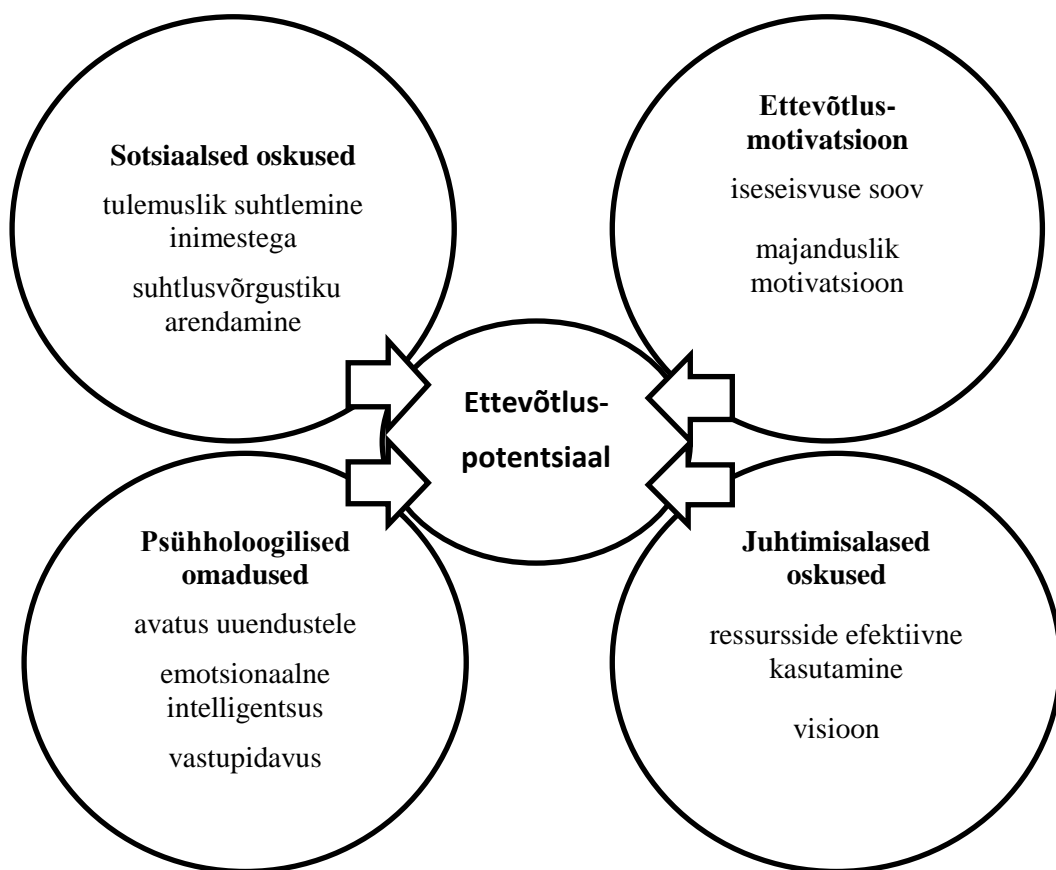 Sotsiaalsed oskused
tulemuslik suhtlemine
inimestega
suhtlusvõrgustiku
arendamine
Ettevõtlus-
motivatsioon
iseseisvuse soov
majanduslik
motivatsioon
Ettevõtlus-
potentsiaal
Psühholoogilised
omadused
avatus uuendustele
emotsionaalne
intelligentsus
vastupidavus
Juhtimisalased
oskused
ressursside efektiivne
kasutamine
visioon